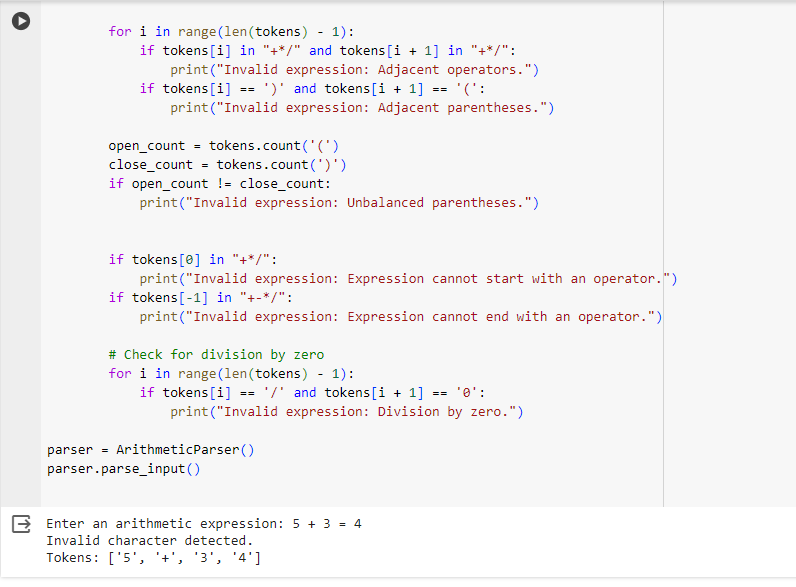 for i in range(len(tokens) - 1):
if tokens[i] in "+*/" and tokens[i + 1] in "+*/":
print("Invalid expression: Adjacent operators.")
if tokens[i] == ')' and tokens[i + 1] == '(':
print("Invalid expression: Adjacent parentheses.")
open_count = tokens.count('(')
close_count = tokens.count(')')
if open_count != close_count:
print("Invalid expression: Unbalanced parentheses.")
if tokens[0] in "+*/":
print("Invalid expression: Expression cannot start with an operator.")
if tokens[-1] in "+-*/":
print("Invalid expression: Expression cannot end with an operator.")
# Check for division by zero
for i in range(len(tokens) - 1):
if tokens[i] == '/' and tokens[i + 1] == '0':
print("Invalid expression: Division by zero.")
parser = ArithmeticParser()
parser.parse_input()
Enter an arithmetic expression: 5 + 3 = 4
Invalid character detected.
Tokens: ['5', '+', '3', '4']